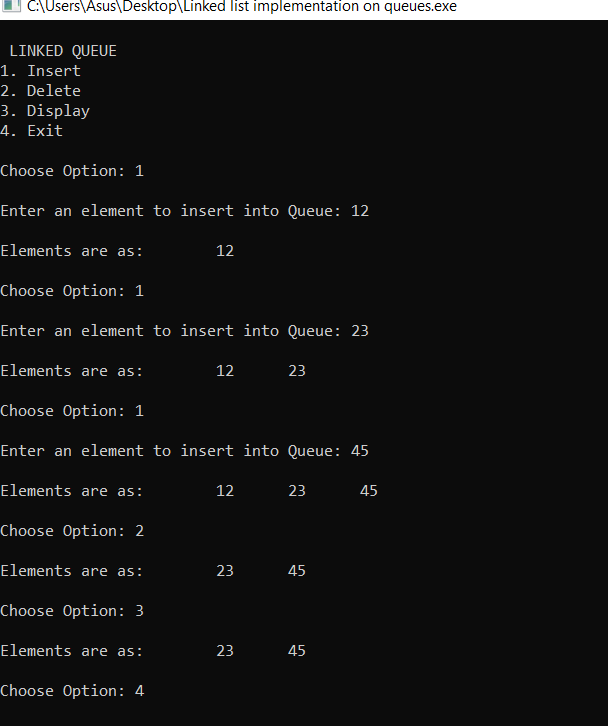 C:\Users\Asus\Desktop\Linked list implementation on queues.exe
LINKED QUEUE
1. Insert
2. Delete
3. Display
4. Exit
Choose Option: 1
Enter an element to insert into Queue: 12
Elements are as: 12
Choose Option: 1
Enter an element to insert into Queue: 23
Elements are as: 12 23
Choose Option: 1
Enter an element to insert into Queue: 45
Elements are as: 12 23 45
Choose Option: 2
Elements are as: 23 45
Choose Option: 3
Elements are as: 23 45
Choose Option: 4